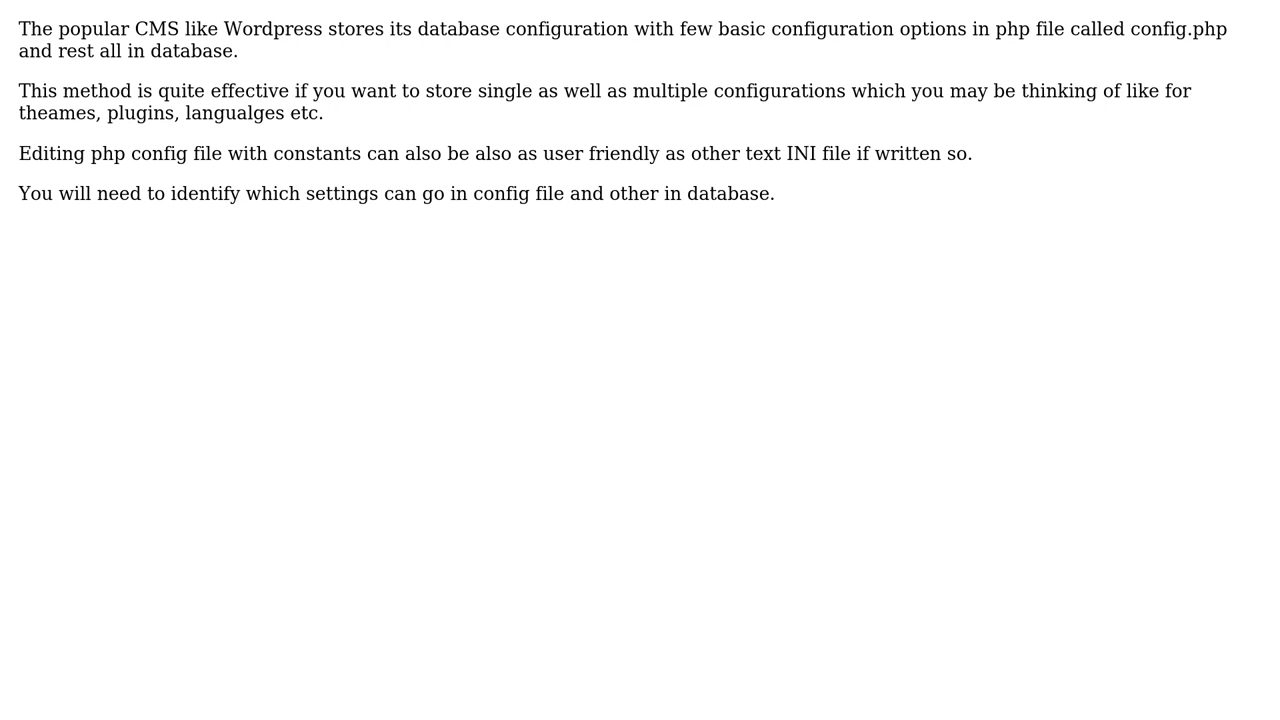 The popular CMS like Wordpress stores its database configuration with few basic configuration options in php file called config.php
and rest all in database.
This method is quite effective if you want to store single as well as multiple configurations which you may be thinking of like for
theames, plugins, langualges etc.
Editing php config file with constants can also be also as user friendly as other text INI file if written so.
You will need to identify which settings can go in config file and other in database.